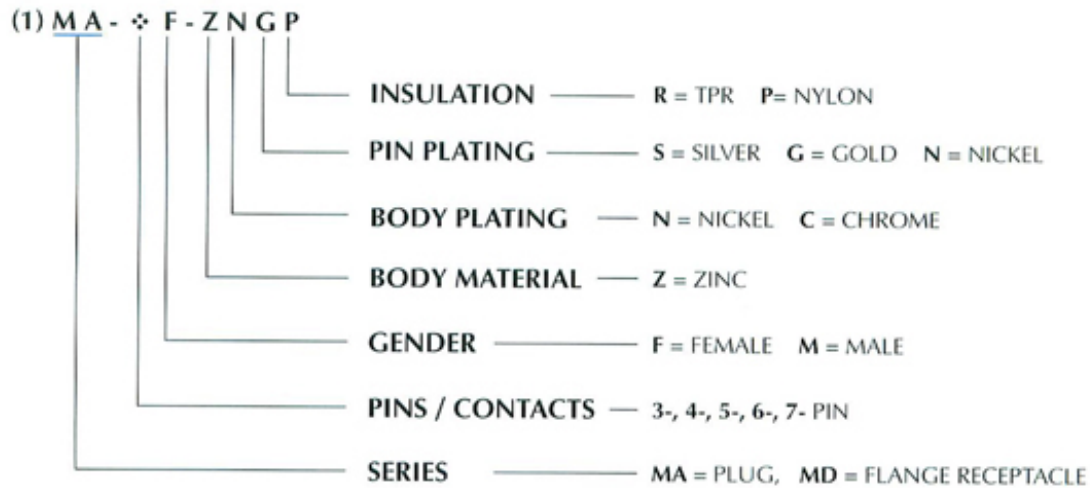 (1) M A - ❖ F - Z N G P
INSULATION R = TPR P= NYLON
PIN PLATING S = SILVER G = GOLD N = NICKEL
BODY PLATING N = NICKEL C = CHROME
BODY MATERIAL Z = ZINC
GENDER F = FEMALE M = MALE
PINS / CONTACTS 3-, 4-, 5-, 6-, 7- PIN
SERIES MA = PLUG, MD = FLANGE RECEPTACLE